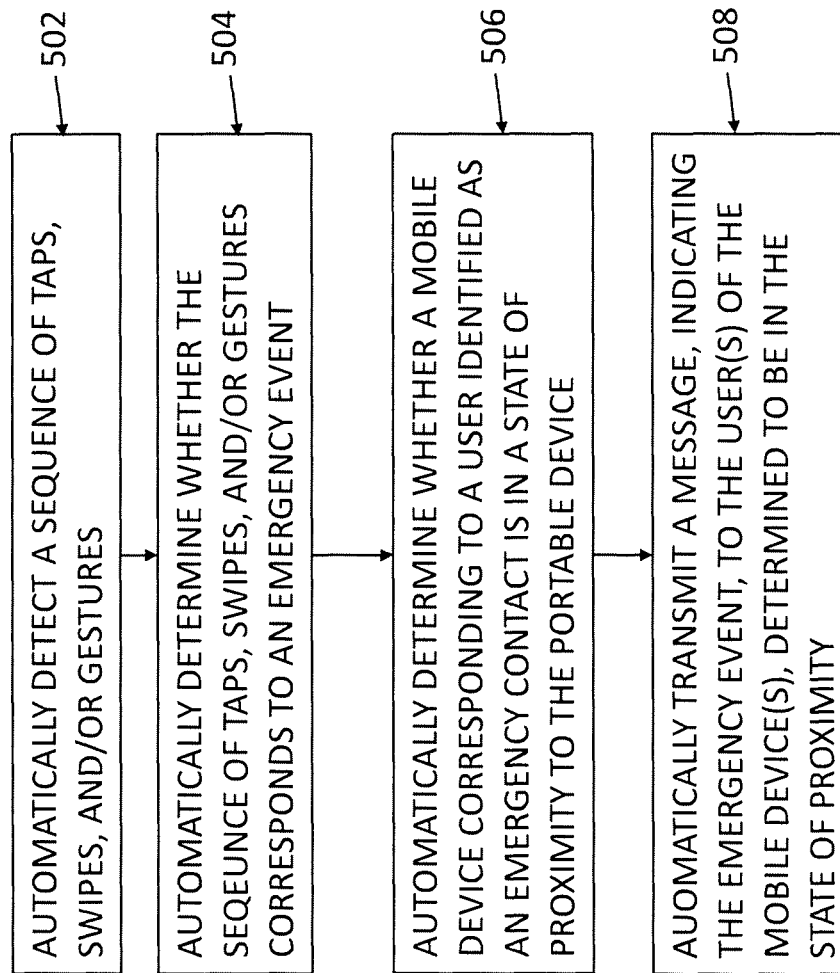 AUTOMATICALLY DETECT A SEQUENCE OF TAPS,
SWIPES, AND/OR GESTURES
502
AUTOMATICALLY DETERMINE WHETHER THE
SEQEUNCE OF TAPS, SWIPES, AND/OR GESTURES
CORRESPONDS TO AN EMERGENCY EVENT
504
AUTOMATICALLY DETERMINE WHETHER A MOBILE
DEVICE CORRESPONDING TO A USER IDENTIFIED AS
AN EMERGENCY CONTACT IS IN A STATE OF
PROXIMITY TO THE PORTABLE DEVICE
506
AUOMATICALLY TRANSMIT A MESSAGE, INDICATING
THE EMERGENCY EVENT, TO THE USER(S) OF THE
MOBILE DEVICE(S), DETERMINED TO BE IN THE
STATE OF PROXIMITY
508